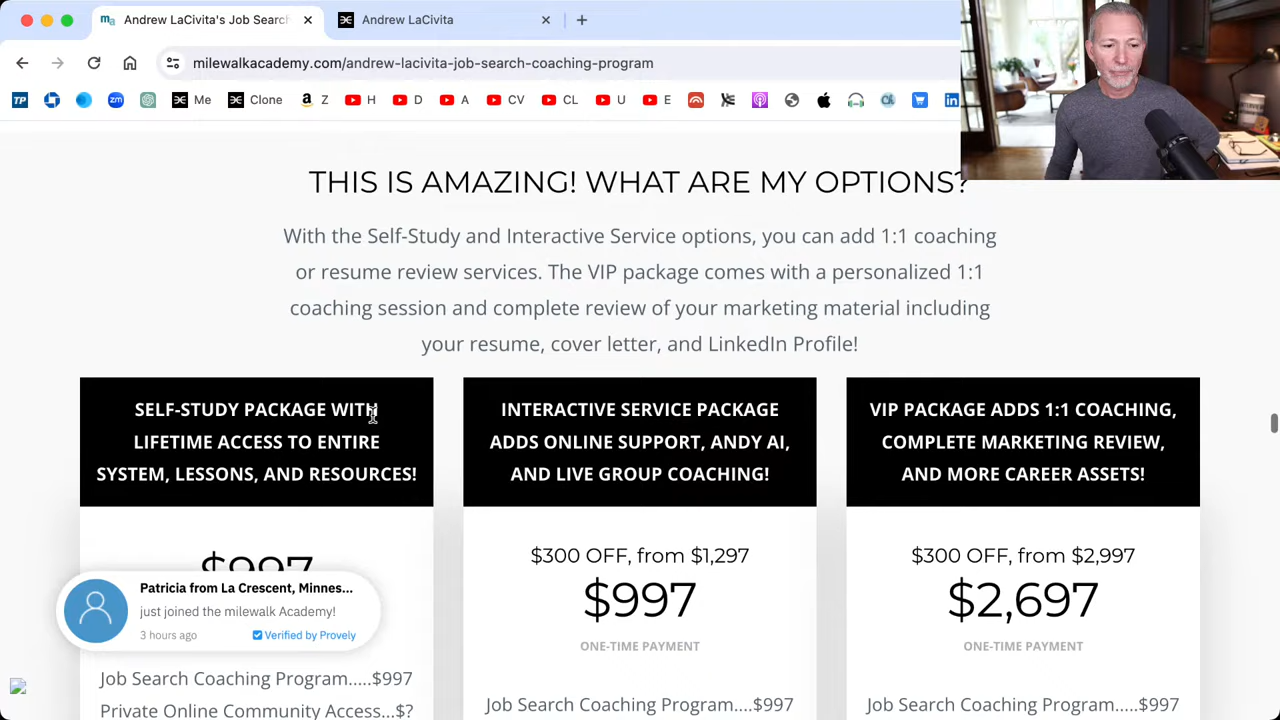 Andrew LaCivita's Job Search
Andrew LaCivita
milewalkacademy.com/andrew-lacivita-job-search-coaching-program
TP
zm
Me
Clone
Z
H
D
A
CV
CL
U
E
THIS IS AMAZING! WHAT ARE MY OPTIONS?
With the Self-Study and Interactive Service options, you can add 1:1 coaching
or resume review services. The VIP package comes with a personalized 1:1
coaching session and complete review of your marketing material including
your resume, cover letter, and LinkedIn Profile!
SELF-STUDY PACKAGE WITH
LIFETIME ACCESS TO ENTIRE
SYSTEM, LESSONS, AND RESOURCES!
$997
Patricia from La Crescent, Minnes...
just joined the milewalk Academy!
3 hours ago
Verified by Provely
Job Search Coaching Program.....$997
Private Online Community Access...$?
INTERACTIVE SERVICE PACKAGE
ADDS ONLINE SUPPORT, ANDY AI,
AND LIVE GROUP COACHING!
$300 OFF, from $1,297
$997
ONE-TIME PAYMENT
Job Search Coaching Program....$997
VIP PACKAGE ADDS 1:1 COACHING,
COMPLETE MARKETING REVIEW,
AND MORE CAREER ASSETS!
$300 OFF, from $2,997
$2,697
ONE-TIME PAYMENT
Job Search Coaching Program.....$997